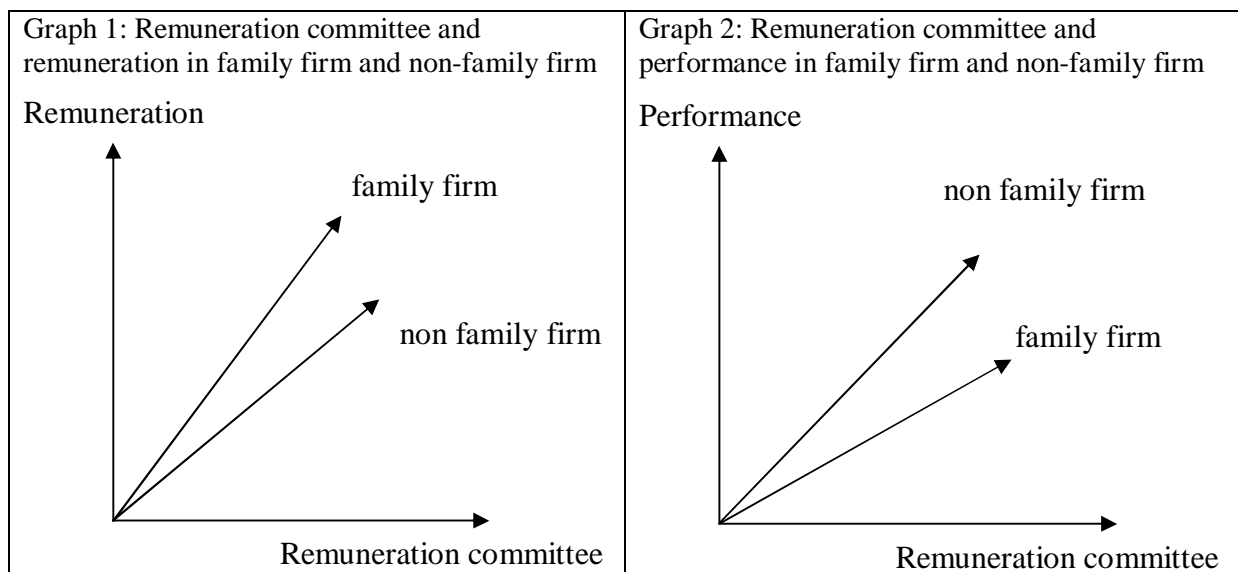 Graph 1: Remuneration committee and
remuneration in family firm and non-family firm
Remuneration
family firm
non family firm
Remuneration committee
Graph 2: Remuneration committee and
performance in family firm and non-family firm
Performance
non family firm
family firm
Remuneration committee